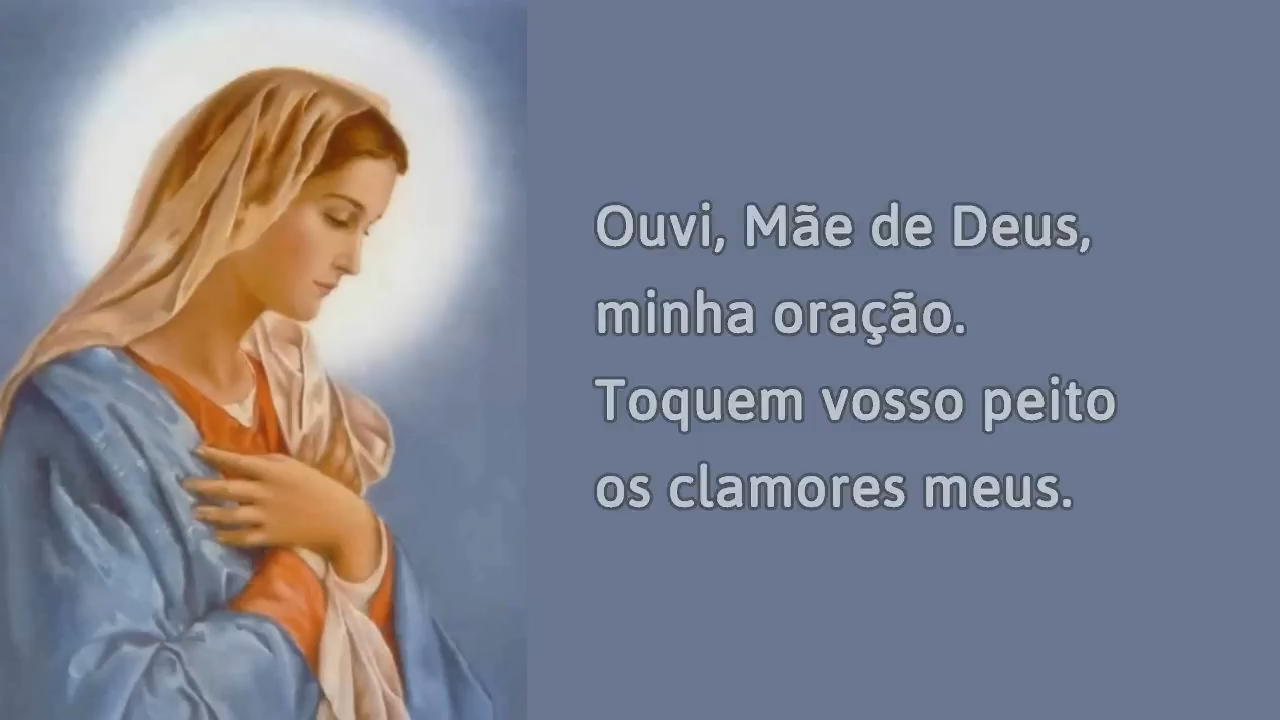 Ouvi, Mãe de Deus,
minha oração.
Toquem vosso peito
os clamores meus.